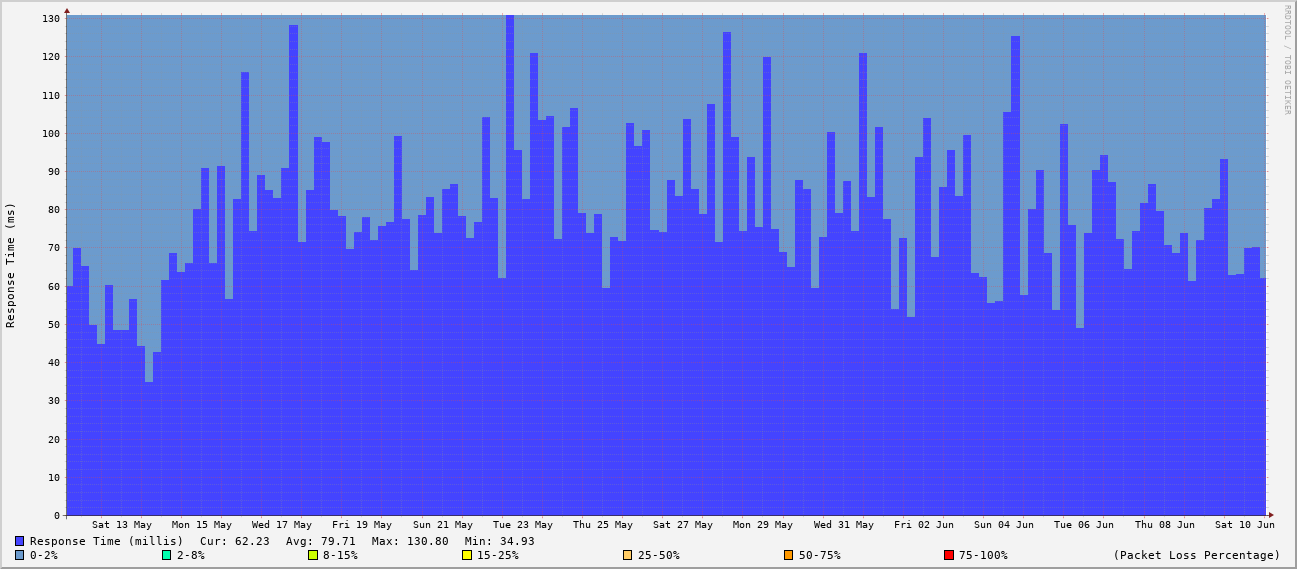 RRDTOOL / TOBI OETIKER
Response Time (ms)
130
120
110
100
90
80
70
60
50
40
30
20
10
0
Sat 13 May Mon 15 May Wed 17 May Fri 19 May Sun 21 May Tue 23 May Thu 25 May Sat 27 May Mon 29 May Wed 31 May Fri 02 Jun Sun 04 Jun Tue 06 Jun Thu 08 Jun Sat 10 Jun
Response Time (millis) Cur: 62.23 Avg: 79.71 Max: 130.80 Min: 34.93
0-2% 2-8% 8-15% 15-25% 25-50% 50-75% 75-100% (Packet Loss Percentage)